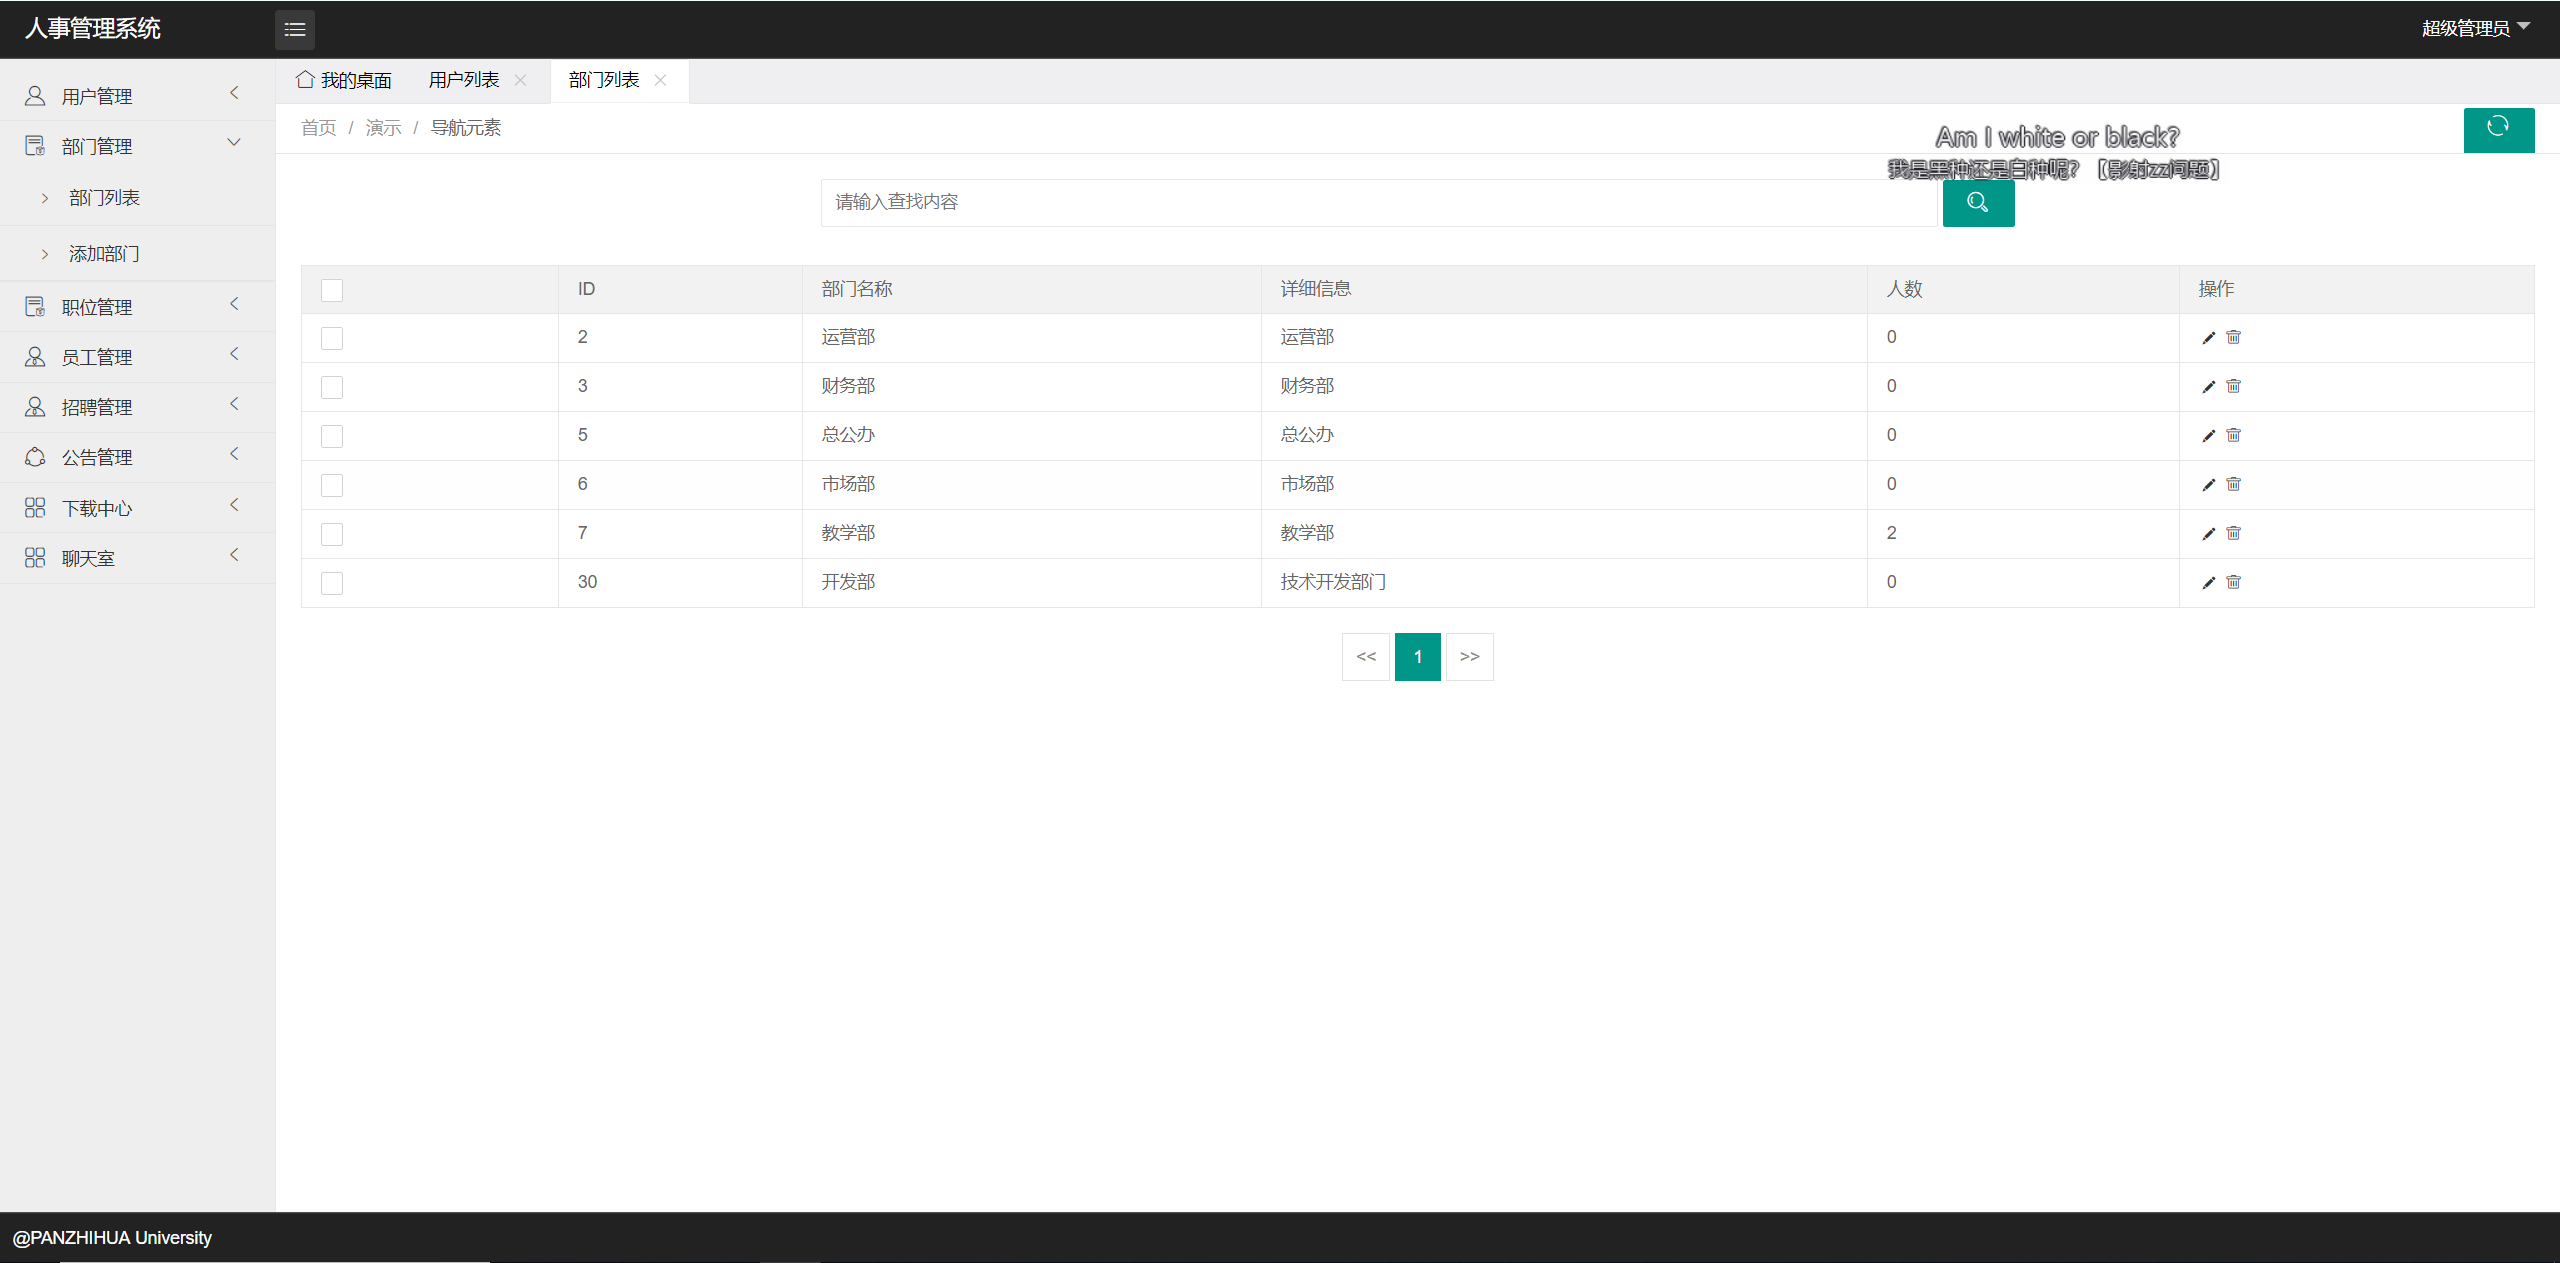 人事管理系统
超级管理员
用户管理
部门管理
部门列表
添加部门
职位管理
员工管理
招聘管理
公告管理
下载中心
聊天室
我的桌面 用户列表 部门列表
首页 / 演示 / 导航元素
Am I white or black?
我是黑种还是白种呢？【影射zz问题】
请输入查找内容
ID 部门名称 详细信息 人数 操作
2 运营部 运营部 0
3 财务部 财务部 0
5 总公办 总公办 0
6 市场部 市场部 0
7 教学部 教学部 2
30 开发部 技术开发部门 0
<< 1 >>
@PANZHIHUA University